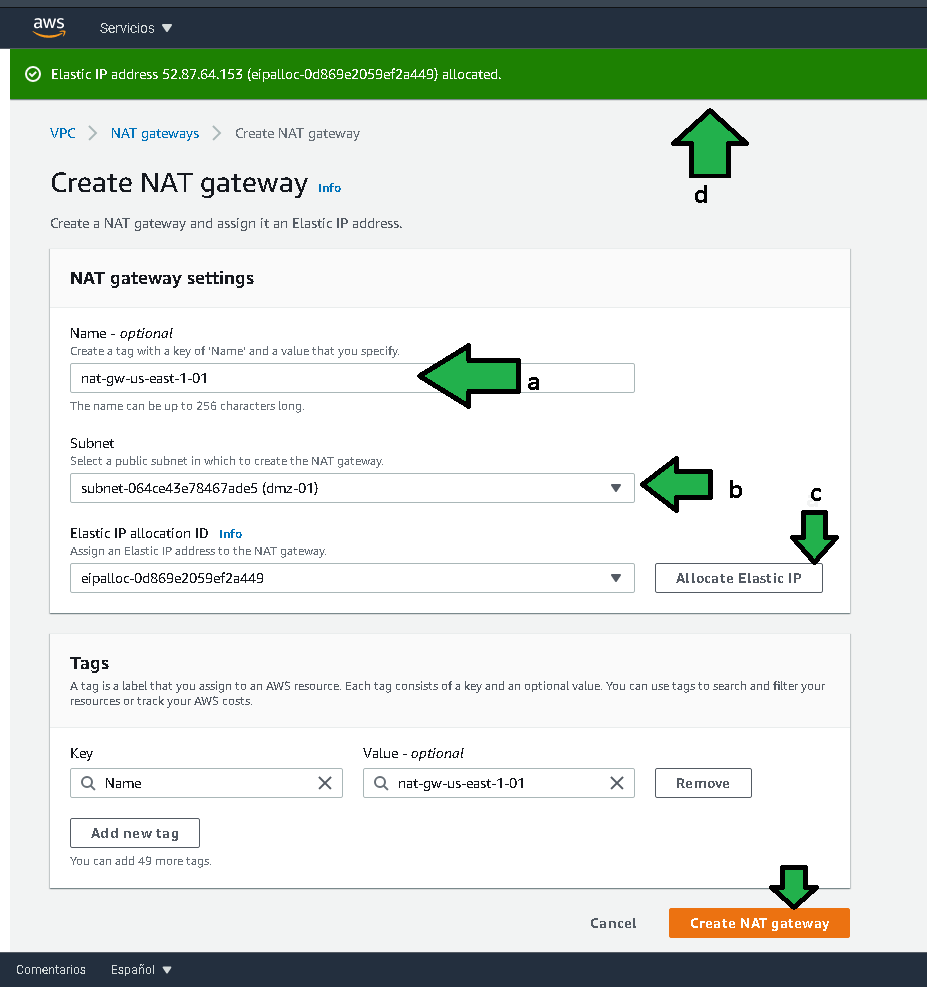 aws
Servicios
Elastic IP address 52.87.64.153 (eipalloc-0d869e2059ef2a449) allocated.
VPC > NAT gateways > Create NAT gateway
d
Create NAT gateway Info
Create a NAT gateway and assign it an Elastic IP address.
NAT gateway settings
Name - optional
Create a tag with a key of 'Name' and a value that you specify.
nat-gw-us-east-1-01
a
The name can be up to 256 characters long.
Subnet
Select a public subnet in which to create the NAT gateway.
subnet-064ce43e78467ade5 (dmz-01)
b
c
Elastic IP allocation ID Info
Assign an Elastic IP address to the NAT gateway.
eipalloc-0d869e2059ef2a449
Allocate Elastic IP
Tags
A tag is a label that you assign to an AWS resource. Each tag consists of a key and an optional value. You can use tags to search and filter your
resources or track your AWS costs.
Key
Value - optional
Name
nat-gw-us-east-1-01
Remove
Add new tag
You can add 49 more tags.
Cancel
Create NAT gateway
Comentarios
Español